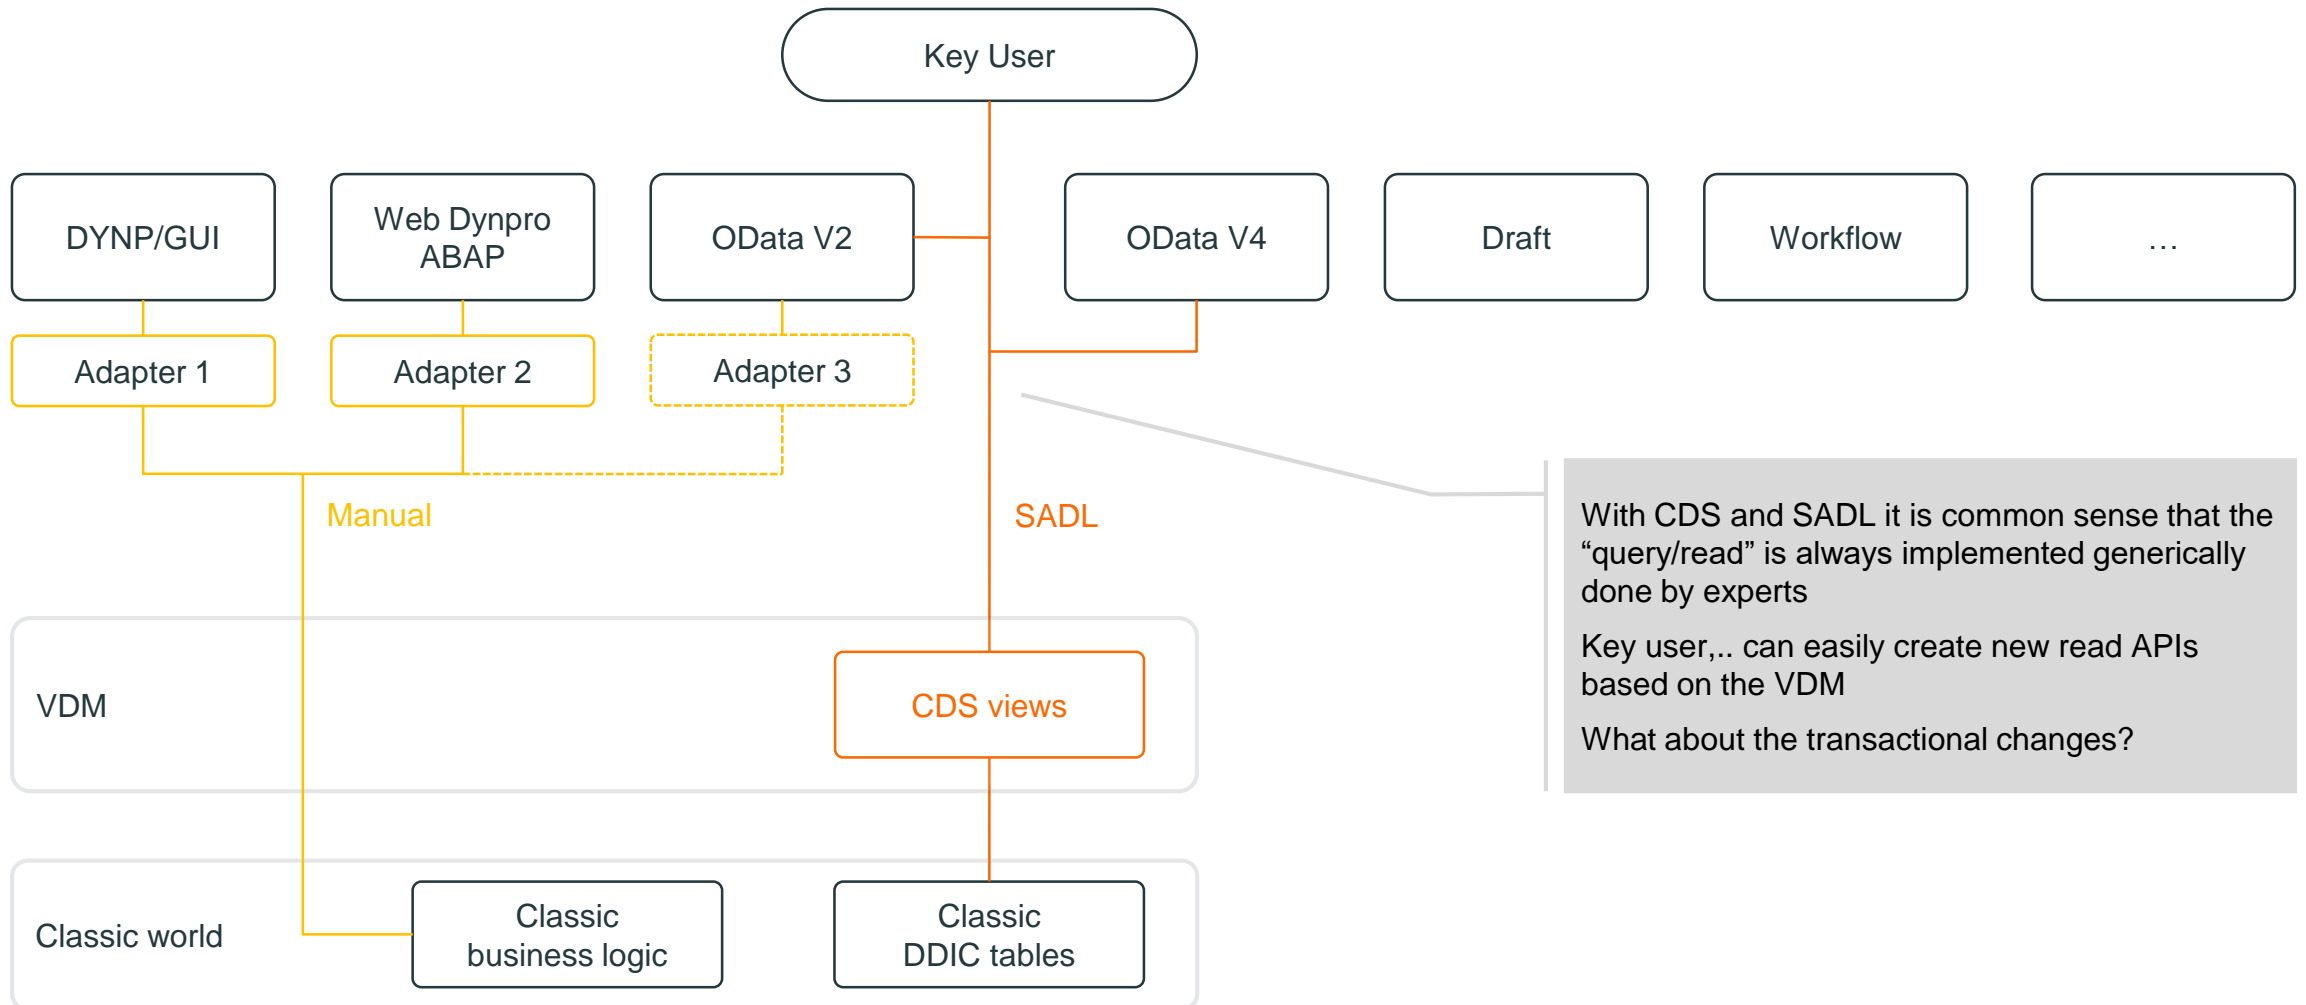 Key User
DYNP/GUI
Web Dynpro
ABAP
OData V2
OData V4
Draft
Workflow
…
Adapter 1
Adapter 2
Adapter 3
Manual
SADL
With CDS and SADL it is common sense that the
“query/read” is always implemented generically
done by experts
Key user,.. can easily create new read APIs
based on the VDM
What about the transactional changes?
VDM
CDS views
Classic world
Classic
business logic
Classic
DDIC tables